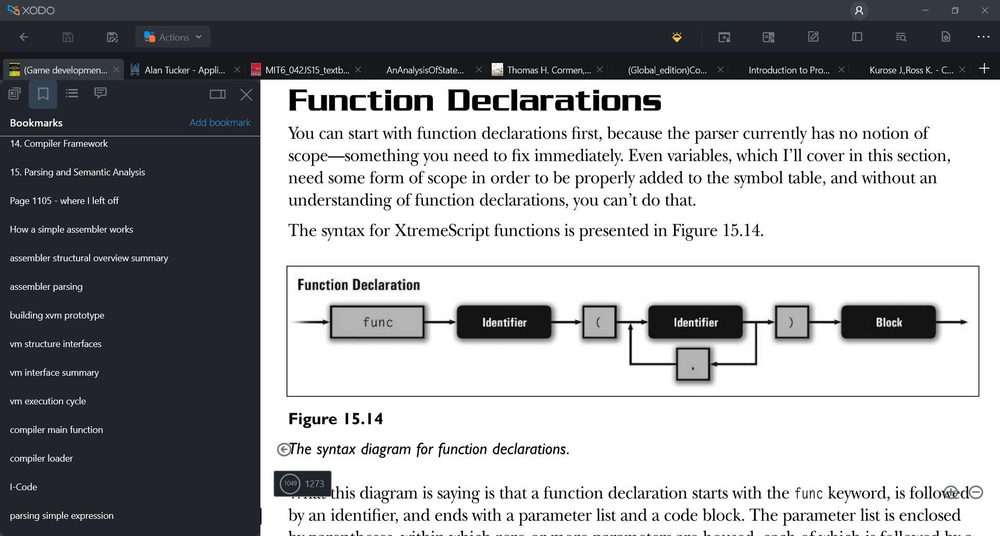 XODO
Actions
(Game developmen...
Alan Tucker - Appli...
MIT6_042JS15_textb...
AnAnalysisOfState...
Thomas H. Cormen,...
(Global_edition)Co...
Introduction to Pro...
Kurose J.,Ross K. - C...
Bookmarks
Add bookmark
14. Compiler Framework
15. Parsing and Semantic Analysis
Page 1105 - where I left off
How a simple assembler works
assembler structural overview summary
assembler parsing
building xvm prototype
vm structure interfaces
vm interface summary
vm execution cycle
compiler main function
compiler loader
I-Code
parsing simple expression
Function Declarations
You can start with function declarations first, because the parser currently has no notion of
scope—something you need to fix immediately. Even variables, which I'll cover in this section,
need some form of scope in order to be properly added to the symbol table, and without an
understanding of function declarations, you can't do that.
The syntax for XtremeScript functions is presented in Figure 15.14.
Function Declaration
func
Identifier
(
Identifier
)
Block
,
Figure 15.14
The syntax diagram for function declarations.
1049 1273
this diagram is saying is that a function declaration starts with the func keyword, is followed
by an identifier, and ends with a parameter list and a code block. The parameter list is enclosed